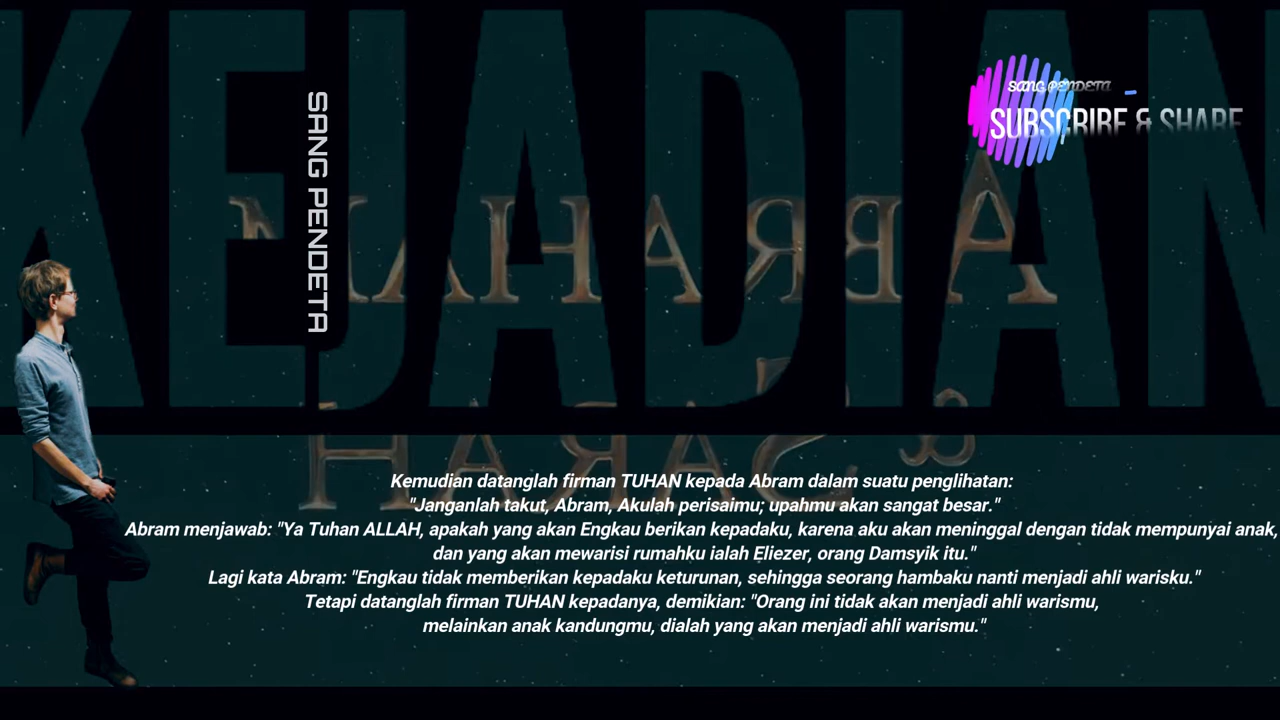 KEJADIAN
SANG PENDETA
SANG PENDETA
SUBSCRIBE & SHARE
ABRAHAM
& SARAH
Kemudian datanglah firman TUHAN kepada Abram dalam suatu penglihatan:
"Janganlah takut, Abram, Akulah perisaimu; upahmu akan sangat besar."
Abram menjawab: "Ya Tuhan ALLAH, apakah yang akan Engkau berikan kepadaku, karena aku akan meninggal dengan tidak mempunyai anak,
dan yang akan mewarisi rumahku ialah Eliezer, orang Damsyik itu."
Lagi kata Abram: "Engkau tidak memberikan kepadaku keturunan, sehingga seorang hambaku nanti menjadi ahli warisku."
Tetapi datanglah firman TUHAN kepadanya, demikian: "Orang ini tidak akan menjadi ahli warismu,
melainkan anak kandungmu, dialah yang akan menjadi ahli warismu."